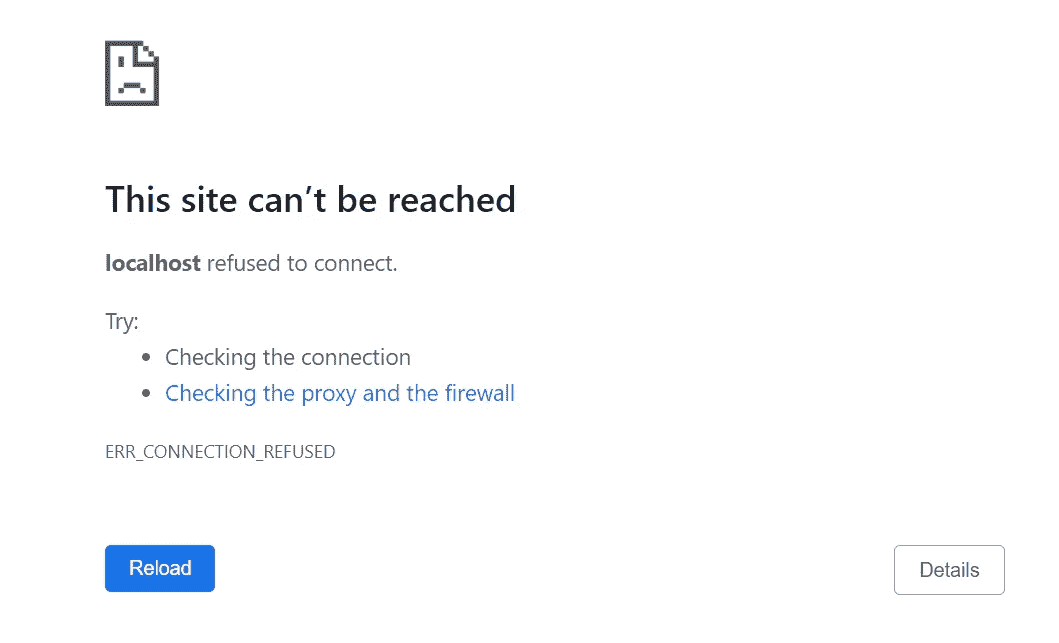 This site can’t be reached
localhost refused to connect.
Try:
Checking the connection
Checking the proxy and the firewall
ERR_CONNECTION_REFUSED
Reload
Details